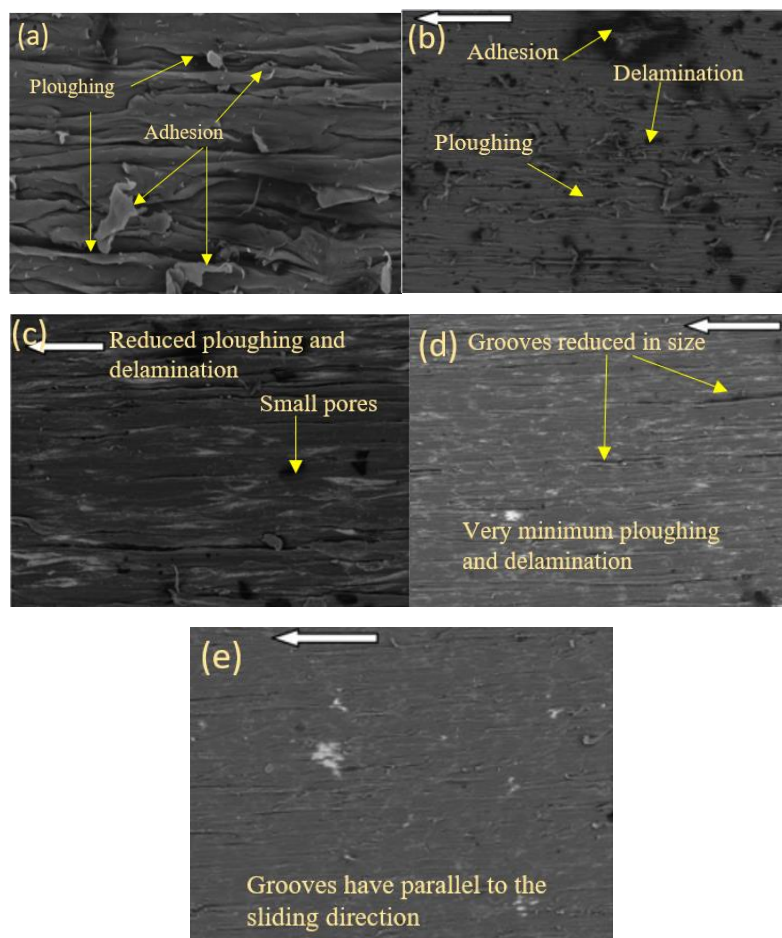 (a)
Ploughing
Adhesion
(b)
Adhesion
Delamination
Ploughing
(c)
Reduced ploughing and
delamination
Small pores
(d)
Grooves reduced in size
Very minimum ploughing
and delamination
(e)
Grooves have parallel to the
sliding direction